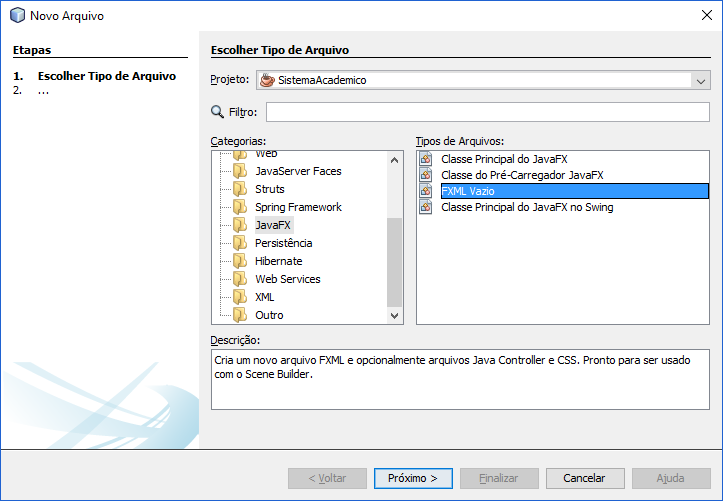 Novo Arquivo
Etapas
1. Escolher Tipo de Arquivo
2. ...
Escolher Tipo de Arquivo
Projeto: SistemaAcademico
Filtro:
Categorias:
Web
JavaServer Faces
Struts
Spring Framework
JavaFX
Persistência
Hibernate
Web Services
XML
Outro
Tipos de Arquivos:
Classe Principal do JavaFX
Classe do Pré-Carregador JavaFX
FXML Vazio
Classe Principal do JavaFX no Swing
Descrição:
Cria um novo arquivo FXML e opcionalmente arquivos Java Controller e CSS. Pronto para ser usado
com o Scene Builder.
< Voltar
Próximo >
Finalizar
Cancelar
Ajuda